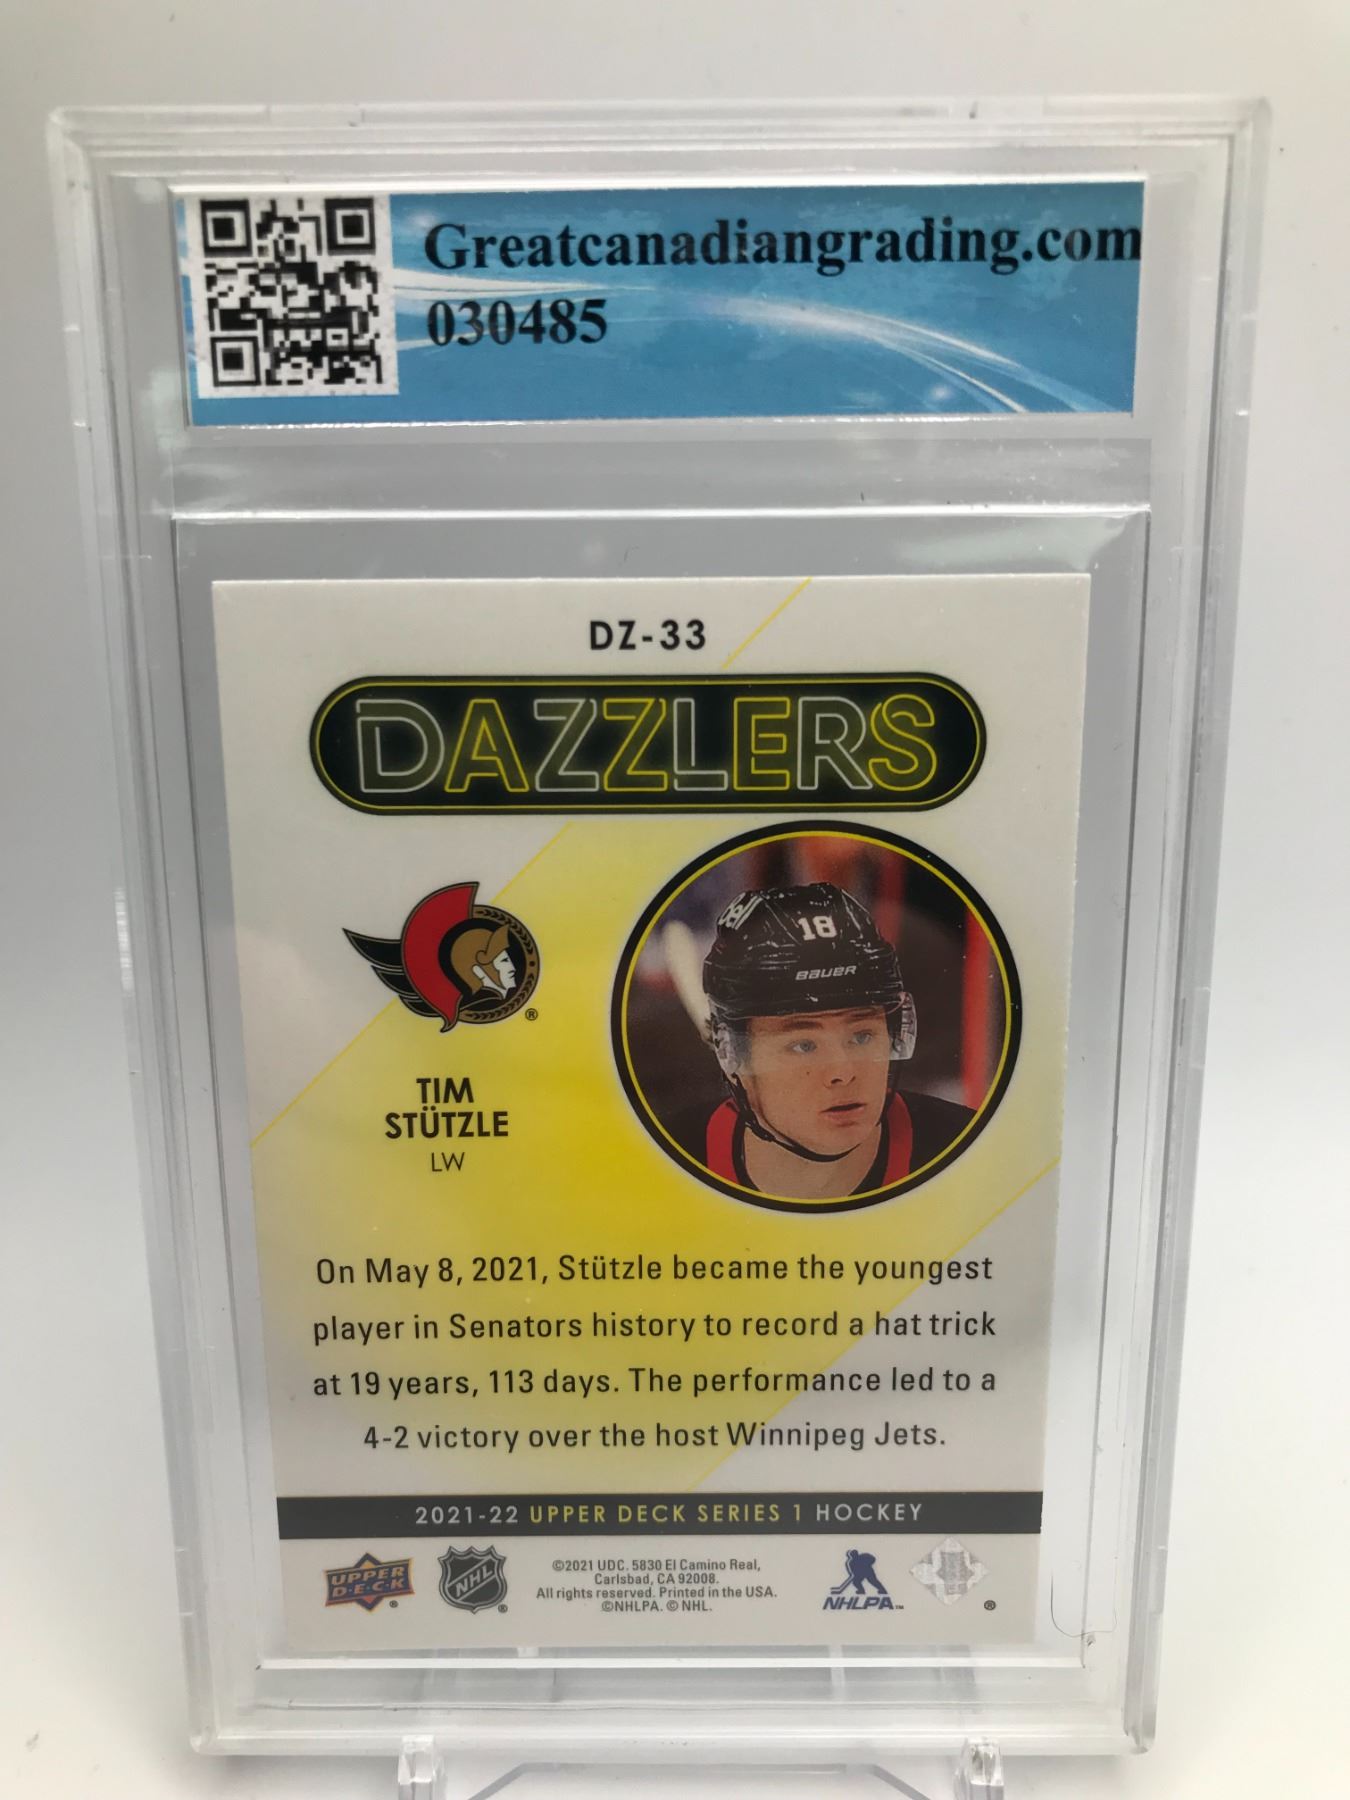 Greatcanadiangrading.com
030485
DZ-33
DAZZLERS
18
BAUER
®
TIM
STÜTZLE
LW
On May 8, 2021, Stützle became the youngest
player in Senators history to record a hat trick
at 19 years, 113 days. The performance led to a
4-2 victory over the host Winnipeg Jets.
2021-22 UPPER DECK SERIES 1 HOCKEY
UPPER
D·E·C·K
®
NHL
®
©2021 UDC. 5830 El Camino Real,
Carlsbad, CA 92008.
All rights reserved. Printed in the USA.
©NHLPA. © NHL.
NHLPA™
®